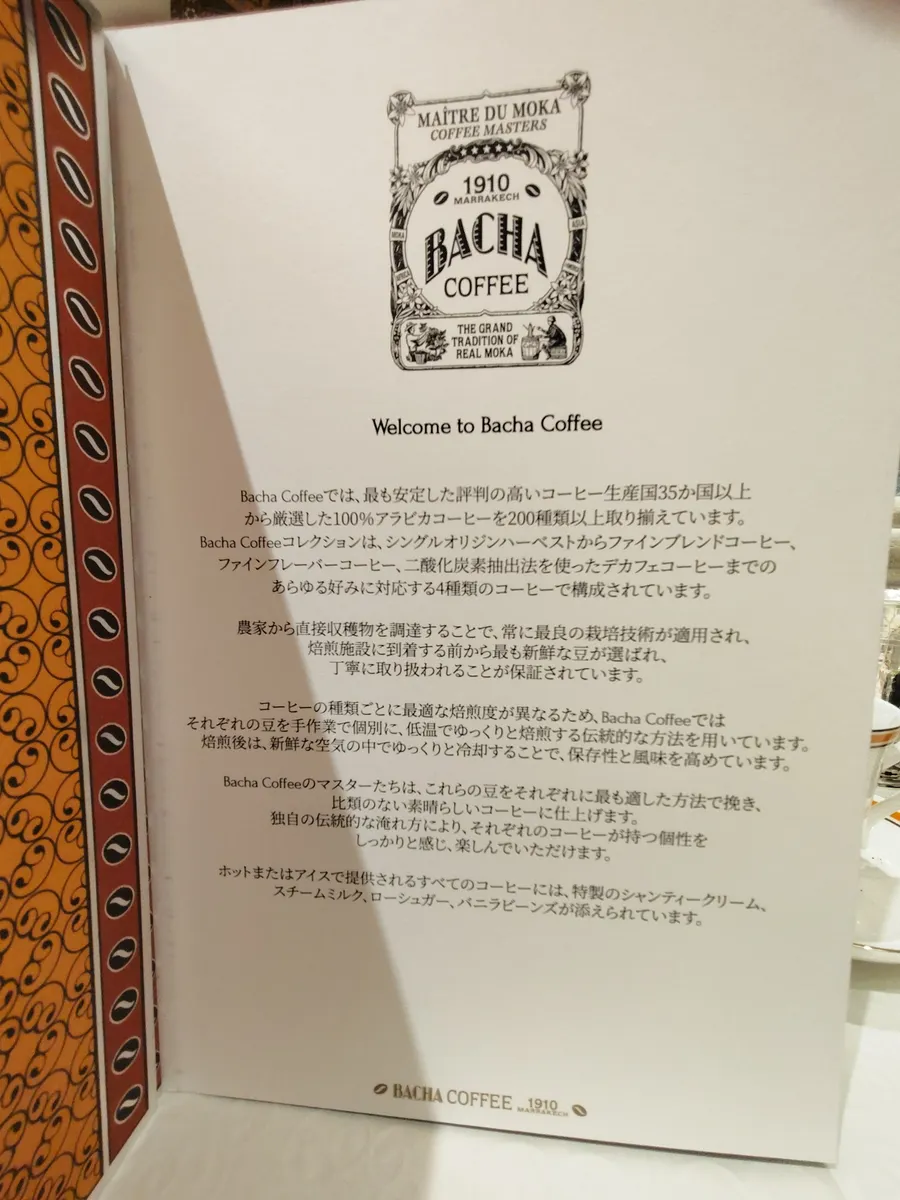 MAÎTRE DU MOKA
COFFEE MASTERS
1910
MARRAKECH
BACHA
COFFEE
MOKA
ASIA
AFRICA
THE GRAND
TRADITION OF
REAL MOKA
Welcome to Bacha Coffee
Bacha Coffeeでは、最も安定した評判の高いコーヒー生産国35か国以上
から厳選した100%アラビカコーヒーを200種類以上取り揃えています。
Bacha Coffeeコレクションは、シングルオリジンハーベストからファインブレンドコーヒー、
ファインフレーバーコーヒー、二酸化炭素抽出法を使ったデカフェコーヒーまでの
あらゆる好みに対応する4種類のコーヒーで構成されています。
農家から直接収穫物を調達することで、常に最良の栽培技術が適用され、
焙煎施設に到着する前から最も新鮮な豆が選ばれ、
丁寧に取り扱われることが保証されています。
コーヒーの種類ごとに最適な焙煎度が異なるため、Bacha Coffeeでは
それぞれの豆を手作業で個別に、低温でゆっくりと焙煎する伝統的な方法を用いています。
焙煎後は、新鮮な空気の中でゆっくりと冷却することで、保存性と風味を高めています。
Bacha Coffeeのマスターたちは、これらの豆をそれぞれに最も適した方法で挽き、
比類のない素晴らしいコーヒーに仕上げます。
独自の伝統的な淹れ方により、それぞれのコーヒーが持つ個性を
しっかりと感じ、楽しんでいただけます。
ホットまたはアイスで提供されるすべてのコーヒーには、特製のシャンティークリーム、
スチームミルク、ローシュガー、バニラビーンズが添えられています。
BACHA COFFEE 1910
MARRAKECH